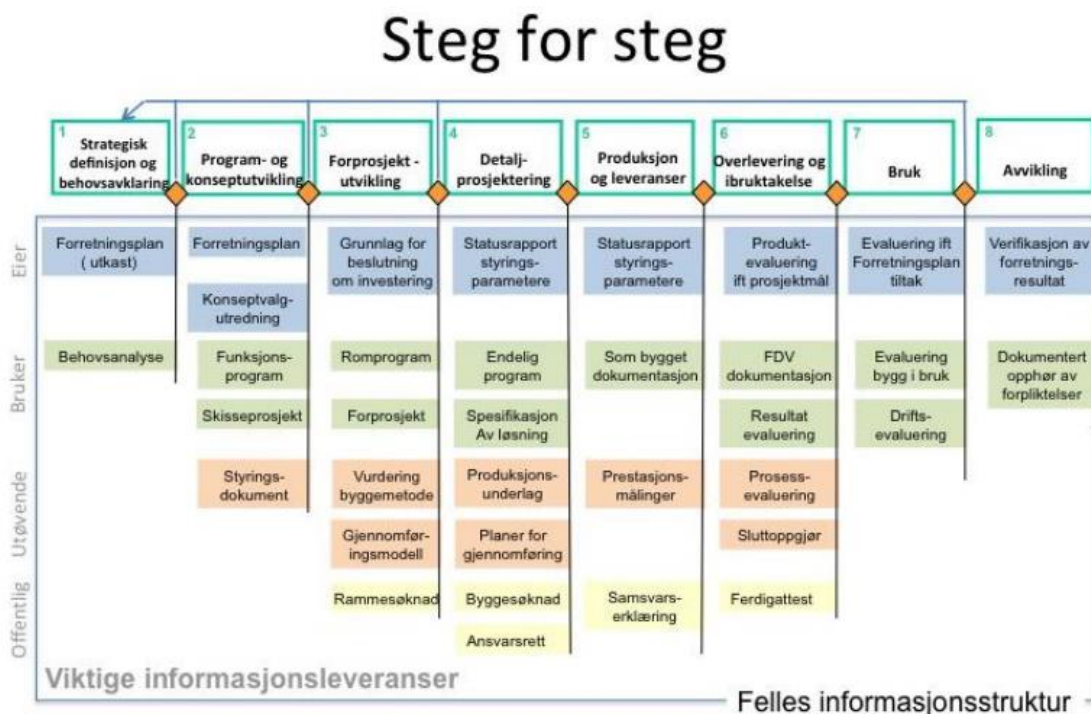 Steg for steg
1
Strategisk
definisjon og
behovsavklaring
2
Program- og
konseptutvikling
3
Forprosjekt -
utvikling
4
Detalj-
prosjektering
5
Produksjon
og leveranser
6
Overlevering og
ibruktakelse
7
Bruk
8
Avvikling
Eier
Forretningsplan
( utkast)
Forretningsplan
Konseptvalg-
utredning
Grunnlag for
beslutning
om investering
Statusrapport
styrings-
parametere
Statusrapport
styrings-
parametere
Produkt-
evaluering
ift prosjektmål
Evaluering ift
Forretningsplan
tiltak
Verifikasjon av
forretnings-
resultat
Bruker
Behovsanalyse
Funksjons-
program
Skisseprosjekt
Romprogram
Forprosjekt
Endelig
program
Spesifikasjon
Av løsning
Som bygget
dokumentasjon
FDV
dokumentasjon
Resultat
evaluering
Evaluering
bygg i bruk
Drifts-
evaluering
Dokumentert
opphør av
forpliktelser
Utøvende
Styrings-
dokument
Vurdering
byggemetode
Gjennomfør-
ingsmodell
Produksjons-
underlag
Planer for
gjennomføring
Prestasjons-
målinger
Prosess-
evaluering
Sluttoppgjør
Offentlig
Rammesøknad
Byggesøknad
Ansvarsrett
Samsvars-
erklæring
Ferdigattest
Viktige informasjonsleveranser
Felles informasjonsstruktur